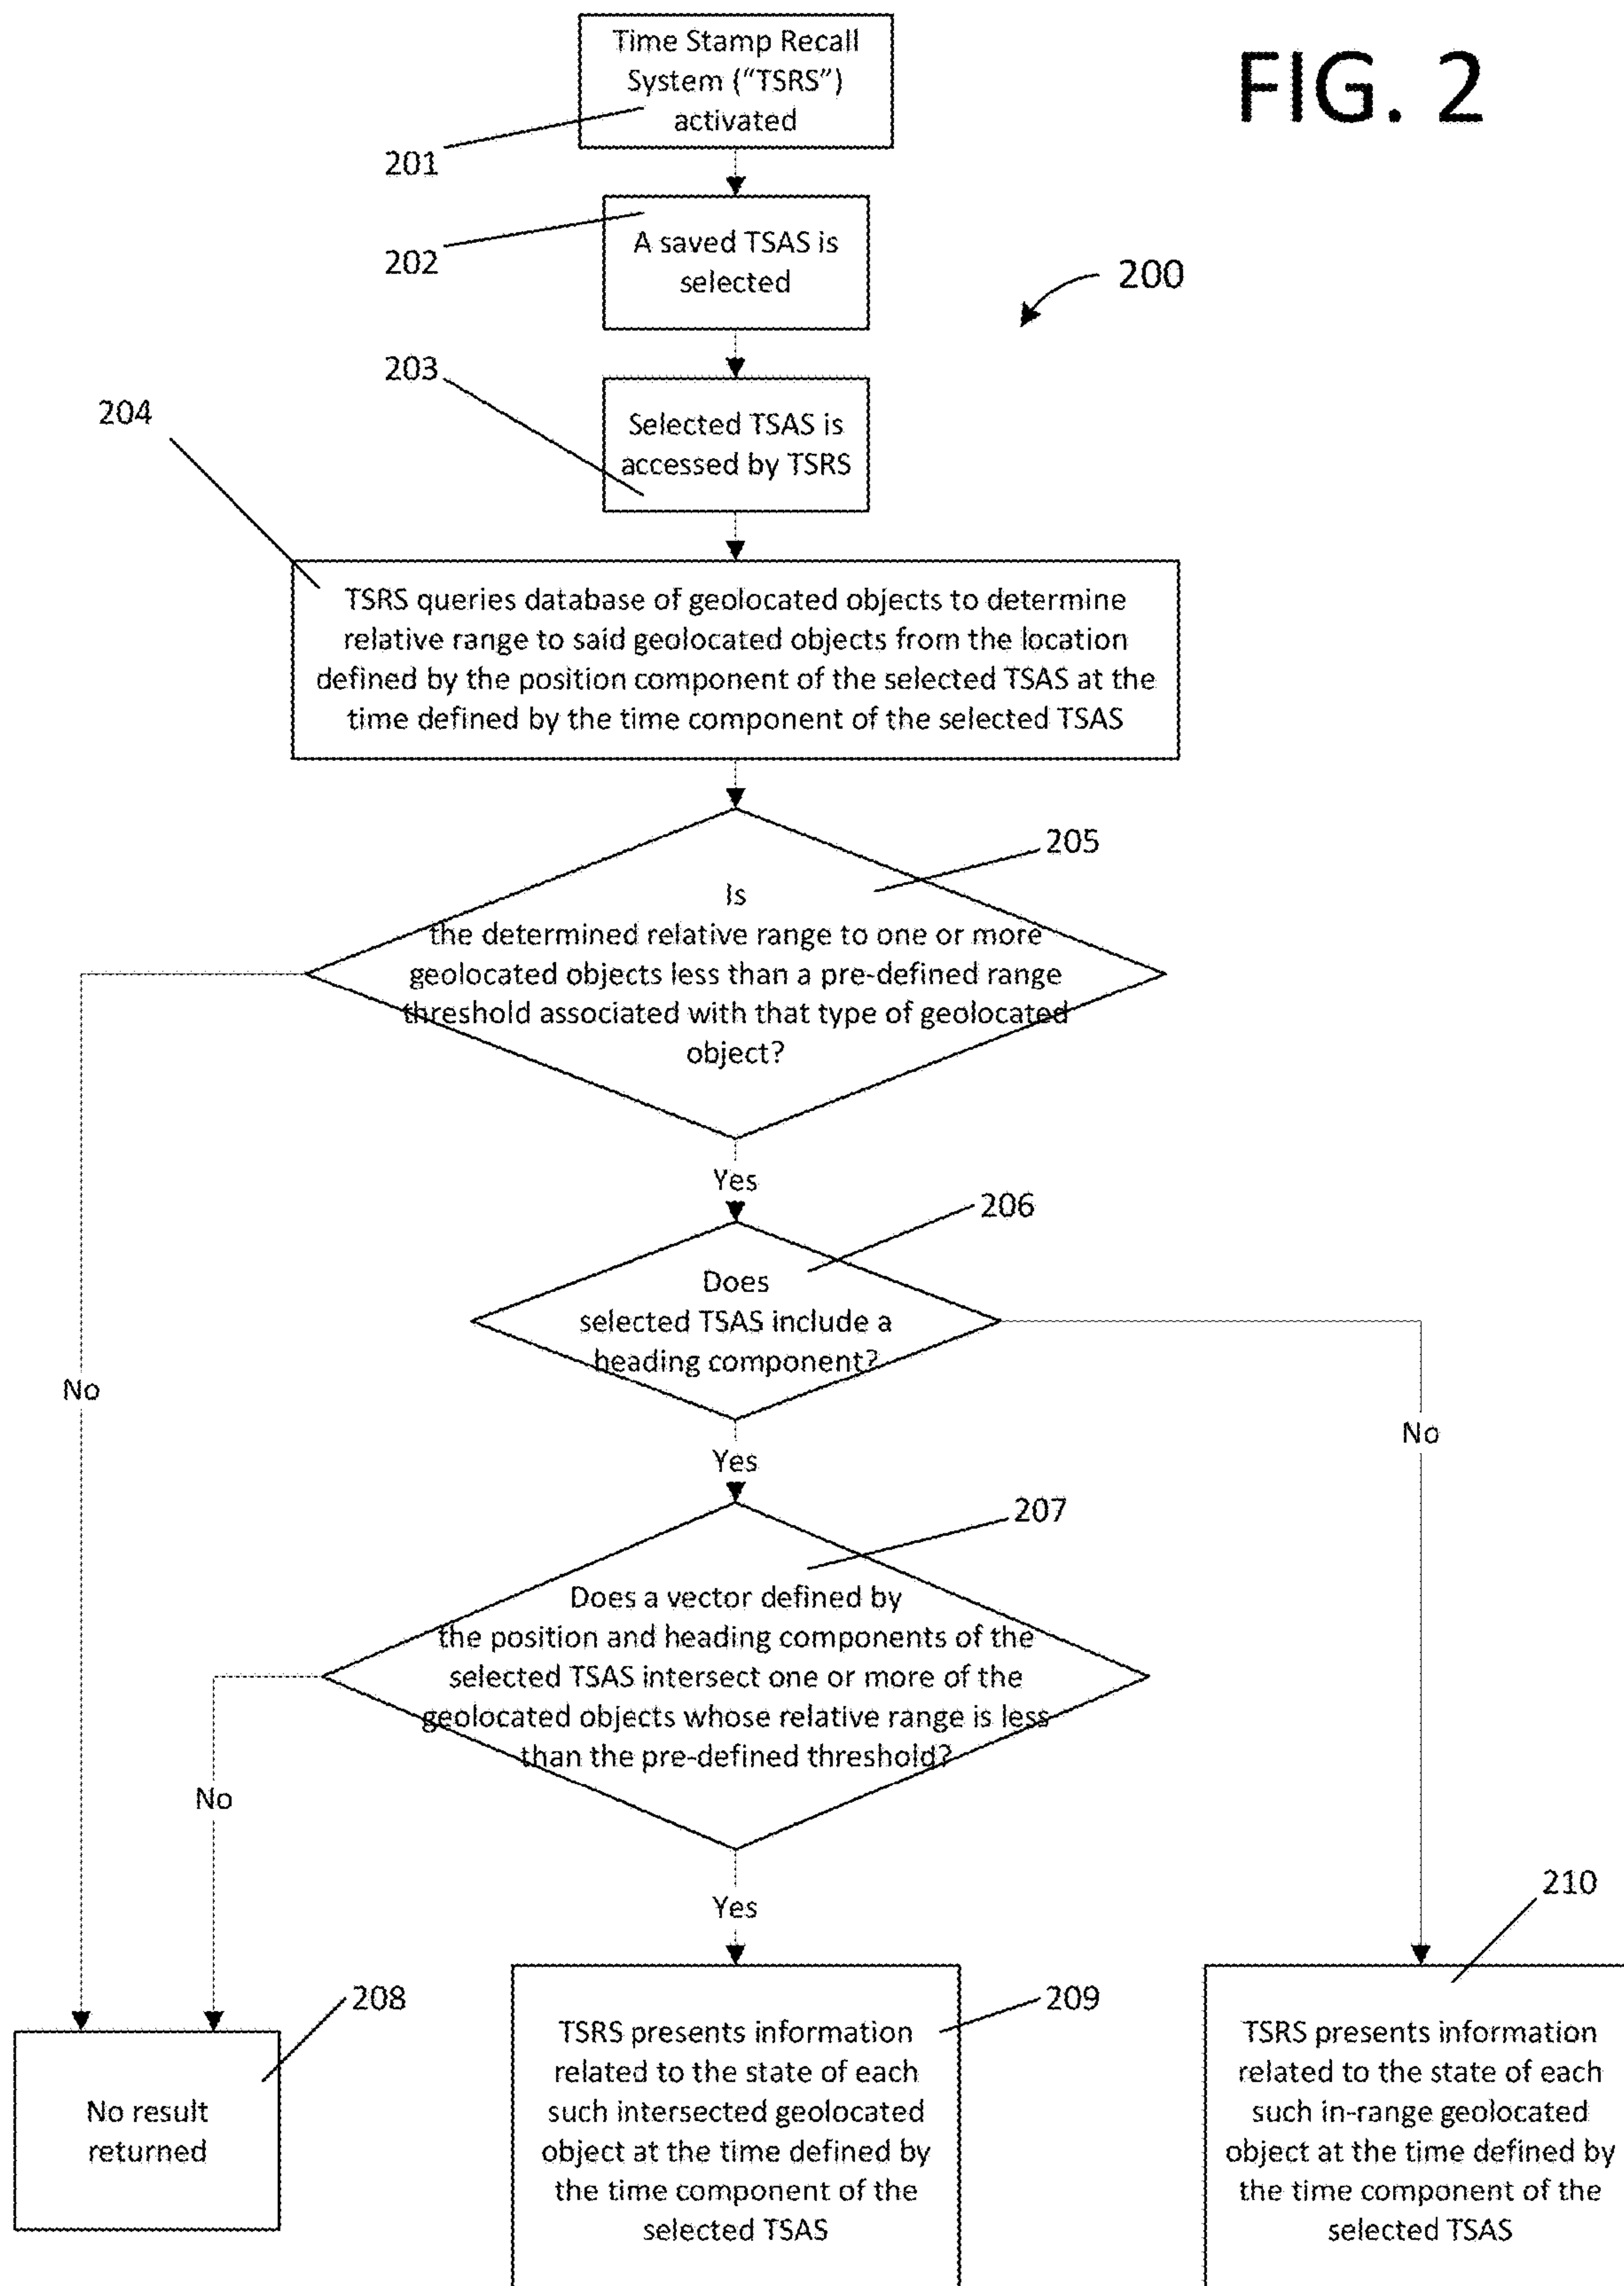 FIG. 2
Time Stamp Recall
System (“TSRS”)
activated
201
A saved TSAS is
selected
202
200
203
Selected TSAS is
accessed by TSRS
204
TSRS queries database of geolocated objects to determine
relative range to said geolocated objects from the location
defined by the position component of the selected TSAS at the
time defined by the time component of the selected TSAS
205
Is
the determined relative range to one or more
geolocated objects less than a pre-defined range
threshold associated with that type of geolocated
object?
Yes
206
Does
selected TSAS include a
heading component?
No
No
Yes
207
Does a vector defined by
the position and heading components of the
selected TSAS intersect one or more of the
geolocated objects whose relative range is less
than the pre-defined threshold?
No
Yes
210
208
209
No result
returned
TSRS presents information
related to the state of each
such intersected geolocated
object at the time defined by
the time component of the
selected TSAS
TSRS presents information
related to the state of each
such in-range geolocated
object at the time defined by
the time component of the
selected TSAS